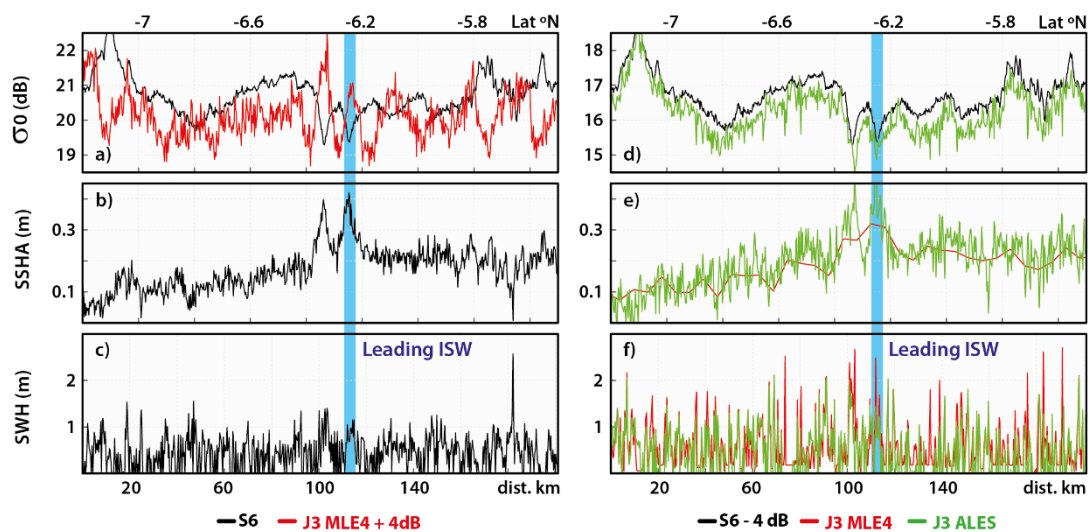 -7 -6.6 -6.2 -5.8 Lat ºN
-7 -6.6 -6.2 -5.8 Lat ºN
22
21
20
19
σ0 (dB)
a)
18
17
16
15
d)
SSHA (m)
0.3
0.1
b)
0.3
0.1
e)
SWH (m)
2
1
c)
Leading ISW
2
1
f)
Leading ISW
20 60 100 140 dist. km
20 60 100 140 dist. km
S6 J3 MLE4 + 4dB
S6 - 4 dB J3 MLE4 J3 ALES